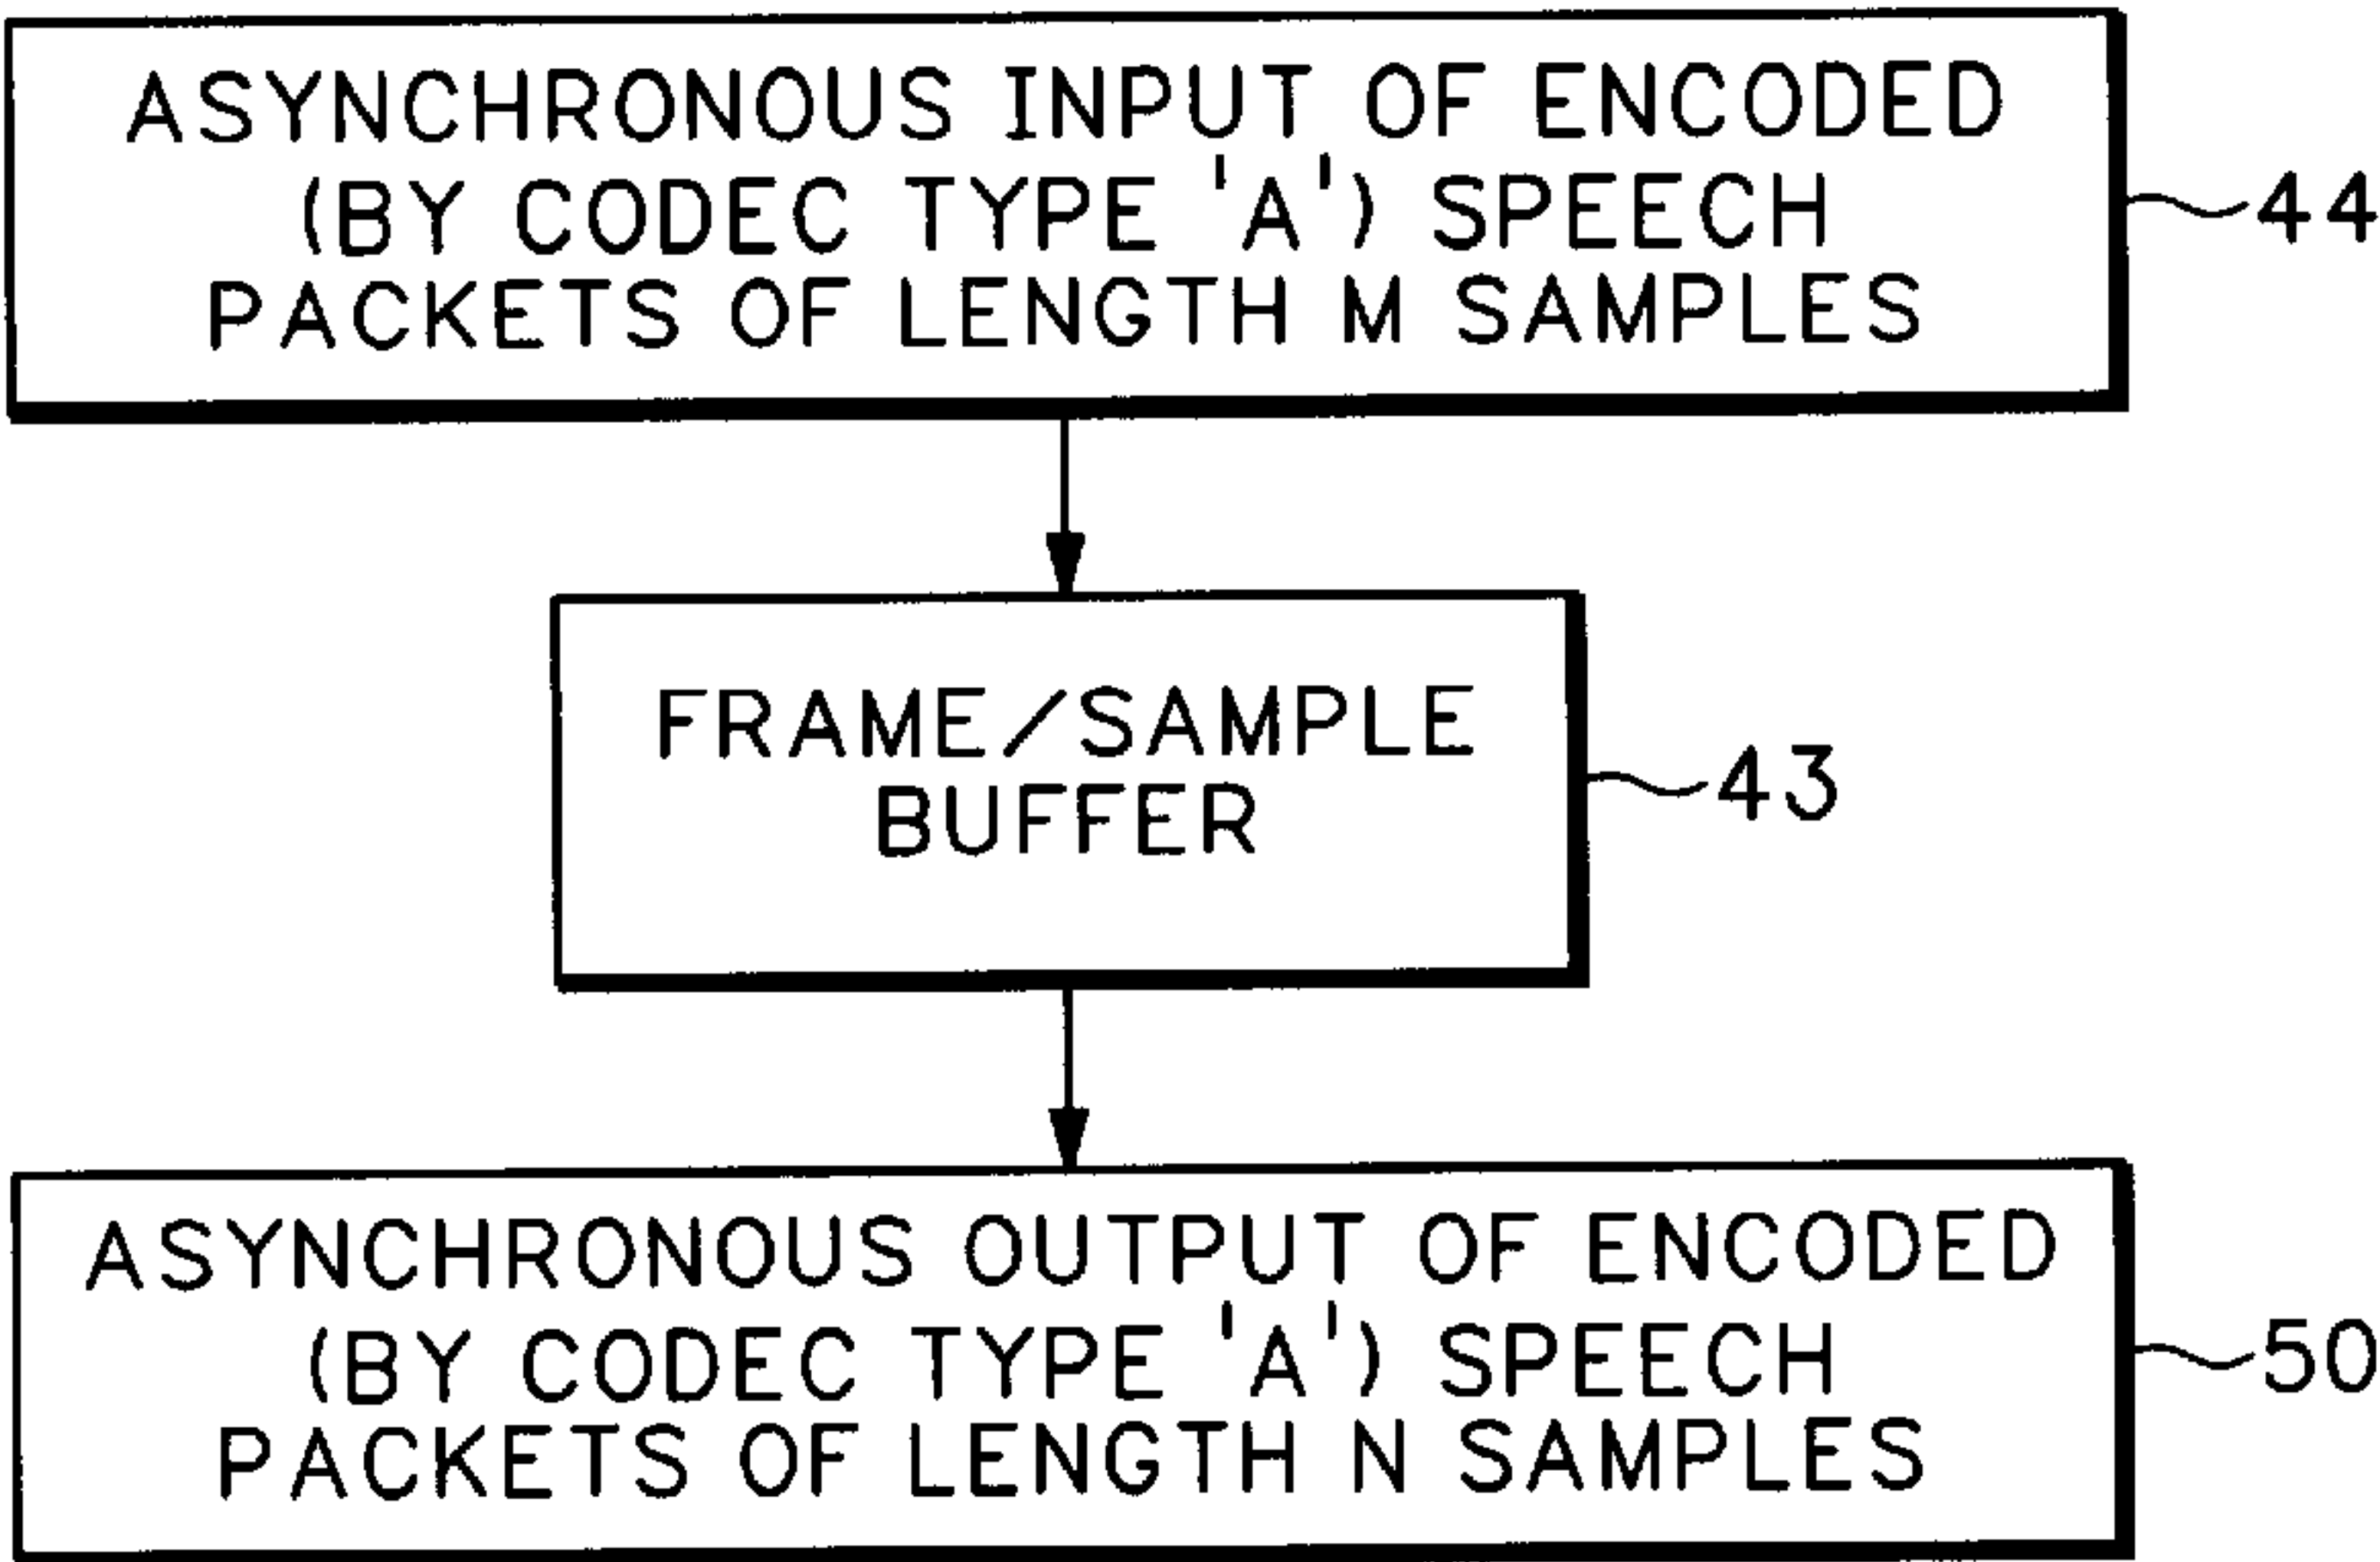 ASYNCHRONOUS INPUT OF ENCODED
(BY CODEC TYPE 'A') SPEECH
PACKETS OF LENGTH M SAMPLES
44
FRAME/SAMPLE
BUFFER
43
ASYNCHRONOUS OUTPUT OF ENCODED
(BY CODEC TYPE 'A') SPEECH
PACKETS OF LENGTH N SAMPLES
50